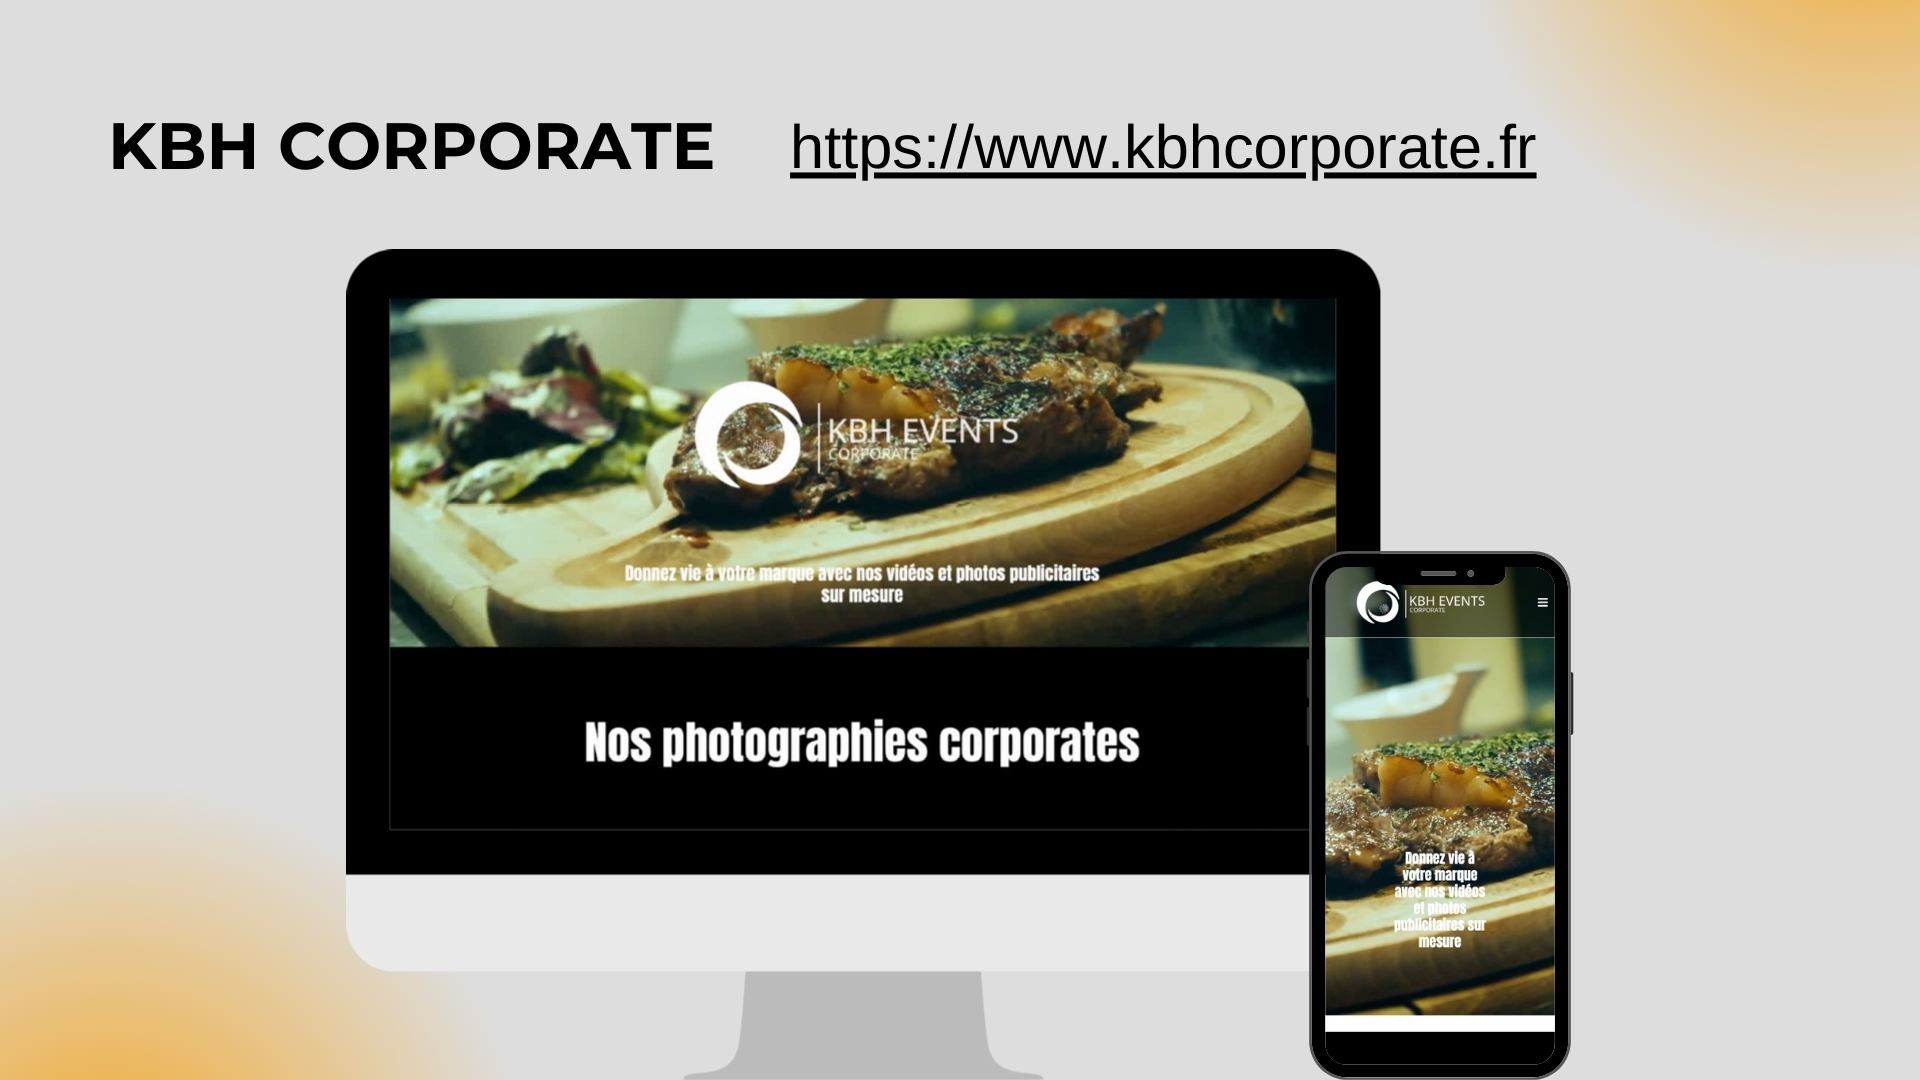 KBH CORPORATE https://www.kbhcorporate.fr
KBH EVENTS
CORPORATE
Donnez vie à votre marque avec nos vidéos et photos publicitaires
sur mesure
Nos photographies corporates
KBH EVENTS
CORPORATE
Donnez vie à
votre marque
avec nos vidéos
et photos
publicitaires sur
mesure